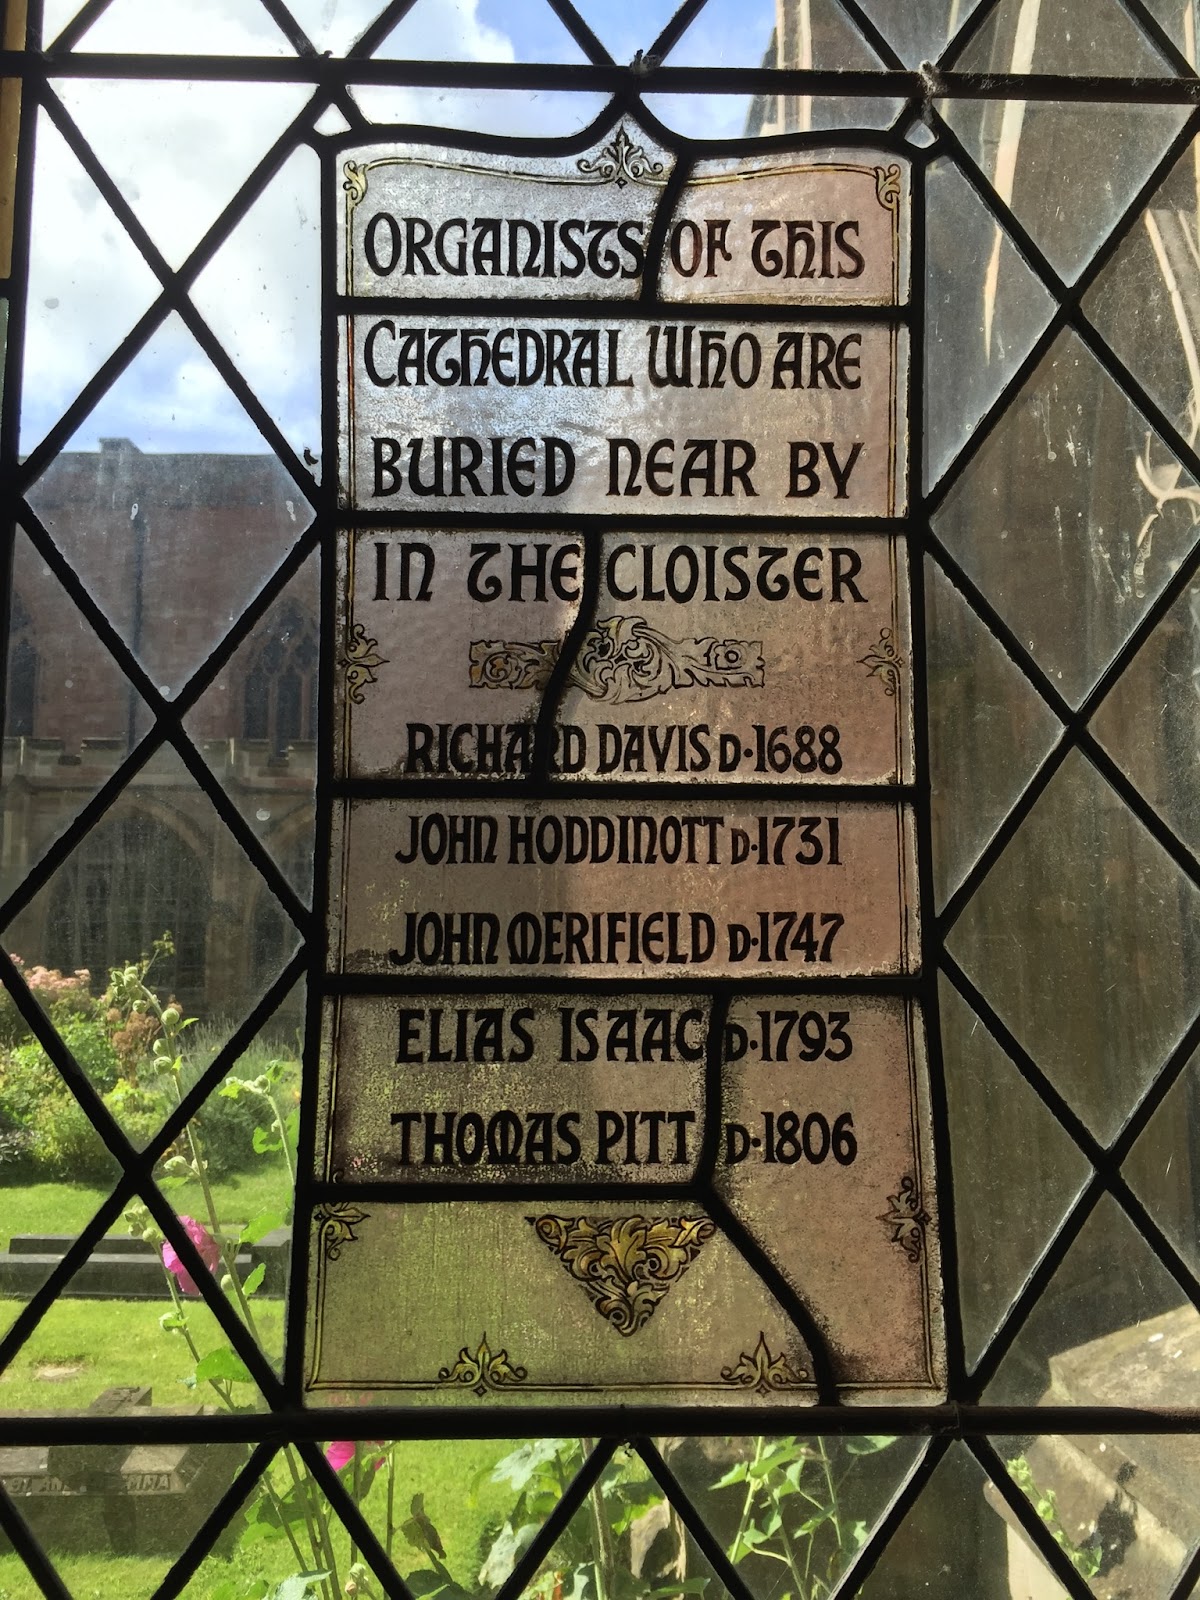 ORGANISTS OF THIS
CATHEDRAL WHO ARE
BURIED NEAR BY
IN THE CLOISTER
RICHARD DAVIS D·1688
JOHN HODDINOTT D·1731
JOHN MERIFIELD D·1747
ELIAS ISAAC D·1793
THOMAS PITT D·1806